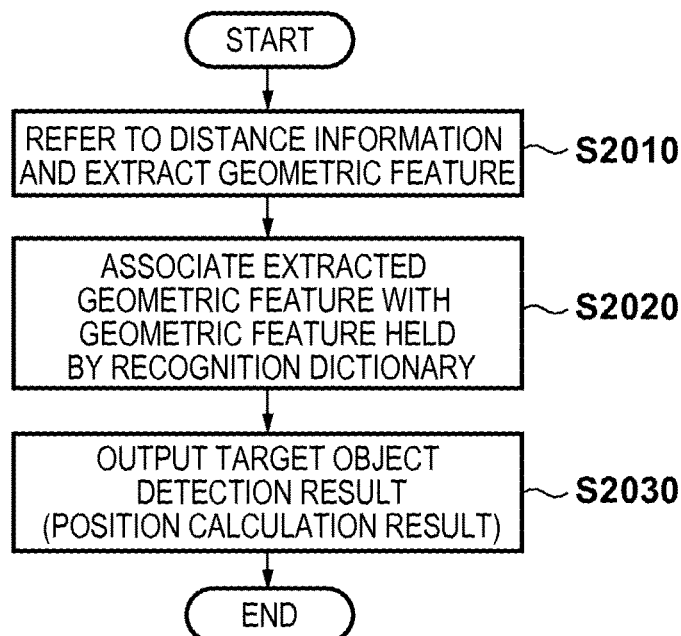 START
REFER TO DISTANCE INFORMATION
AND EXTRACT GEOMETRIC FEATURE
S2010
ASSOCIATE EXTRACTED
GEOMETRIC FEATURE WITH
GEOMETRIC FEATURE HELD
BY RECOGNITION DICTIONARY
S2020
OUTPUT TARGET OBJECT
DETECTION RESULT
(POSITION CALCULATION RESULT)
S2030
END